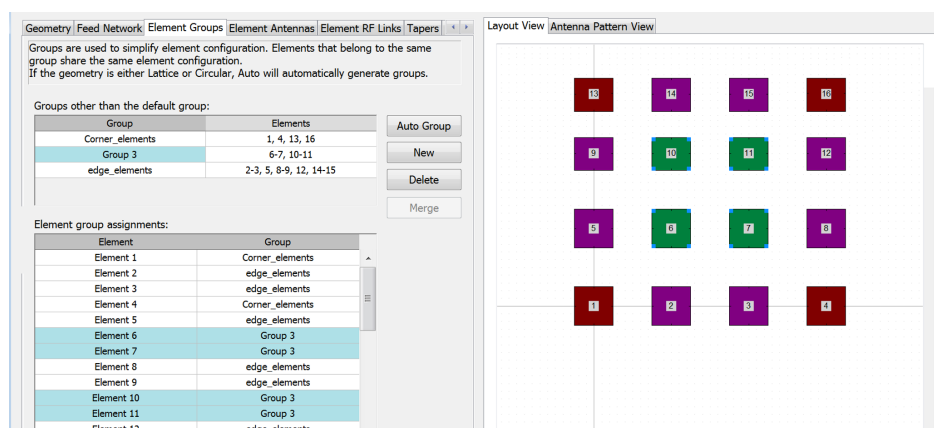 Geometry Feed Network Element Groups Element Antennas Element RF Links Tapers
Groups are used to simplify element configuration. Elements that belong to the same
group share the same element configuration.
If the geometry is either Lattice or Circular, Auto will automatically generate groups.
Groups other than the default group:
Group Elements
Corner_elements 1, 4, 13, 16
Group 3 6-7, 10-11
edge_elements 2-3, 5, 8-9, 12, 14-15
Auto Group
New
Delete
Merge
Element group assignments:
Element Group
Element 1 Corner_elements
Element 2 edge_elements
Element 3 edge_elements
Element 4 Corner_elements
Element 5 edge_elements
Element 6 Group 3
Element 7 Group 3
Element 8 edge_elements
Element 9 edge_elements
Element 10 Group 3
Element 11 Group 3
Element 12 edge_elements
Layout View Antenna Pattern View
13 14 15 16
9 10 11 12
5 6 7 8
1 2 3 4